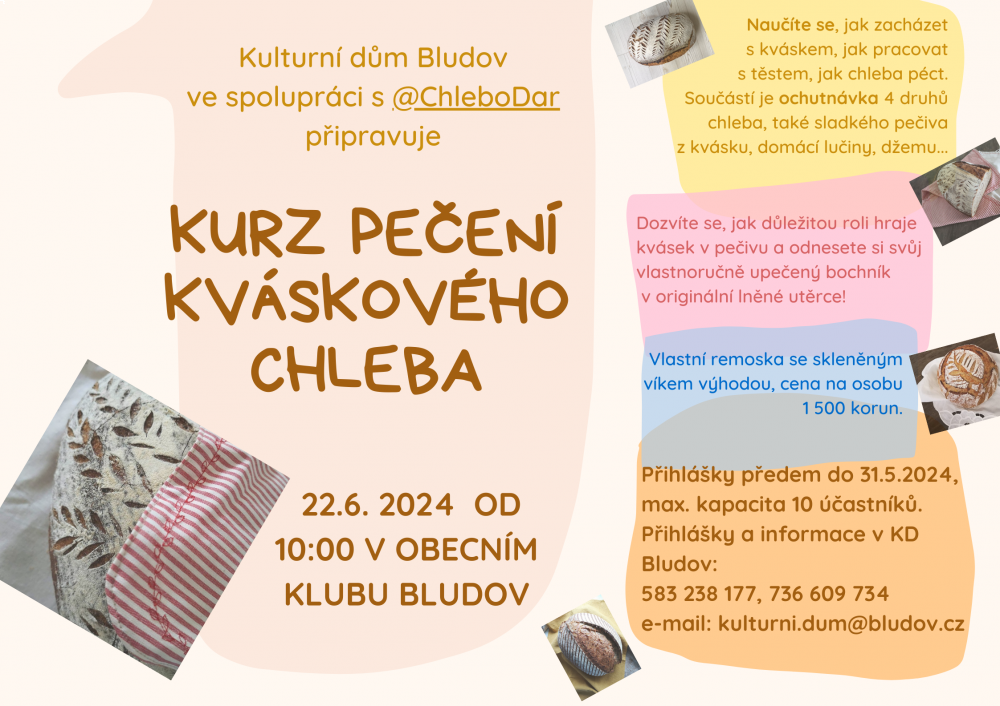 Kulturní dům Bludov
ve spolupráci s @ChleboDar
připravuje
KURZ PEČENÍ
KVÁSKOVÉHO
CHLEBA
22.6. 2024 OD
10:00 V OBECNÍM
KLUBU BLUDOV
Naučíte se, jak zacházet
s kváskem, jak pracovat
s těstem, jak chleba péct.
Součástí je ochutnávka 4 druhů
chleba, také sladkého pečiva
z kvásku, domácí lučiny, džemu...
Dozvíte se, jak důležitou roli hraje
kvásek v pečivu a odnesete si svůj
vlastnoručně upečený bochník
v originální lněné utěrce!
Vlastní remoska se skleněným
víkem výhodou, cena na osobu
1 500 korun.
Přihlášky předem do 31.5.2024,
max. kapacita 10 účastníků.
Přihlášky a informace v KD
Bludov:
583 238 177, 736 609 734
e-mail: kulturni.dum@bludov.cz